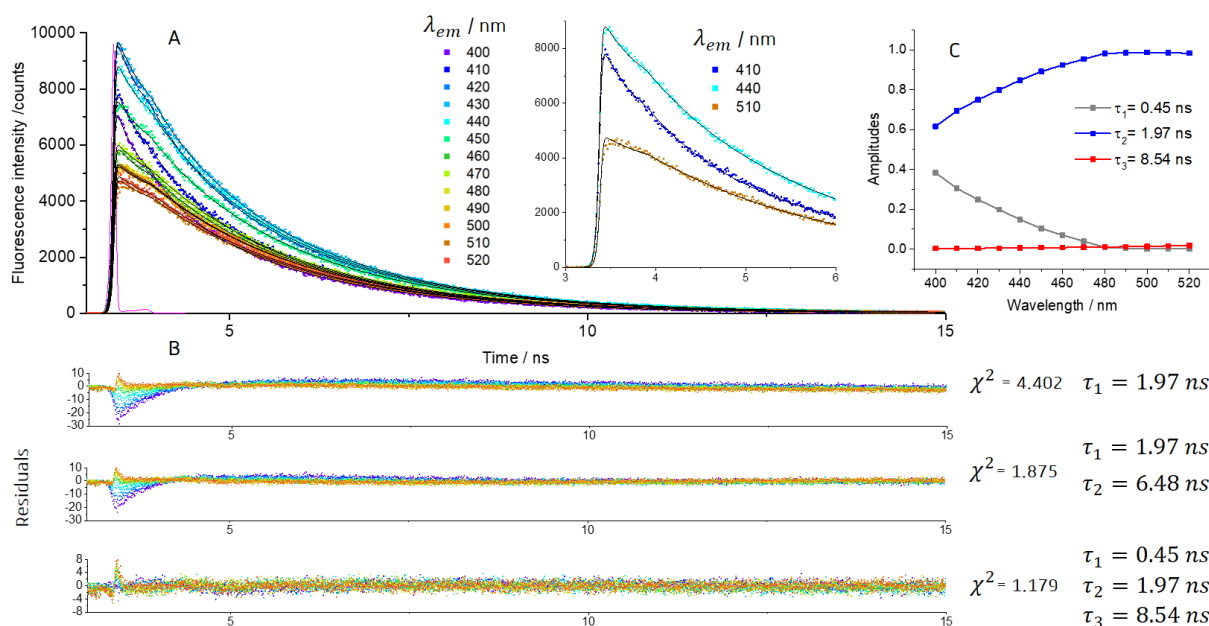 A
λem / nm
400
410
420
430
440
450
460
470
480
490
500
510
520
Fluorescence intensity /counts
10000
8000
6000
4000
2000
0
5
10
15
Time / ns
λem / nm
410
440
510
8000
6000
4000
2000
0
3
4
5
6
C
Amplitudes
1.0
0.8
0.6
0.4
0.2
0.0
τ1= 0.45 ns
τ2= 1.97 ns
τ3= 8.54 ns
400 420 440 460 480 500 520
Wavelength / nm
B
Residuals
10
0
-10
-20
-30
5
10
15
χ² = 4.402
τ1 = 1.97 ns
10
0
-10
-20
-30
5
10
15
χ² = 1.875
τ1 = 1.97 ns
τ2 = 6.48 ns
8
4
0
-4
-8
5
10
15
χ² = 1.179
τ1 = 0.45 ns
τ2 = 1.97 ns
τ3 = 8.54 ns